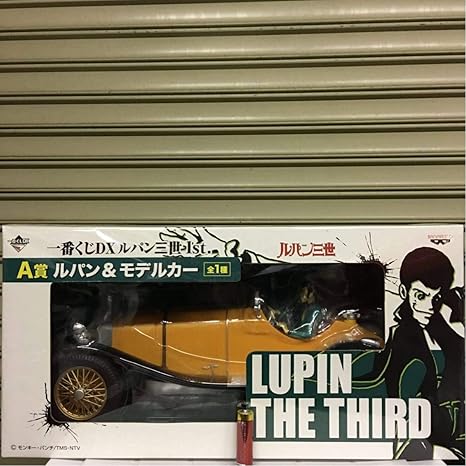 一番くじDX ルパン三世-1st.
A賞 ルパン&モデルカー 全1種
ルパン三世
BANPRESTO
LUPIN
THE THIRD
© モンキー・パンチ/TMS・NTV